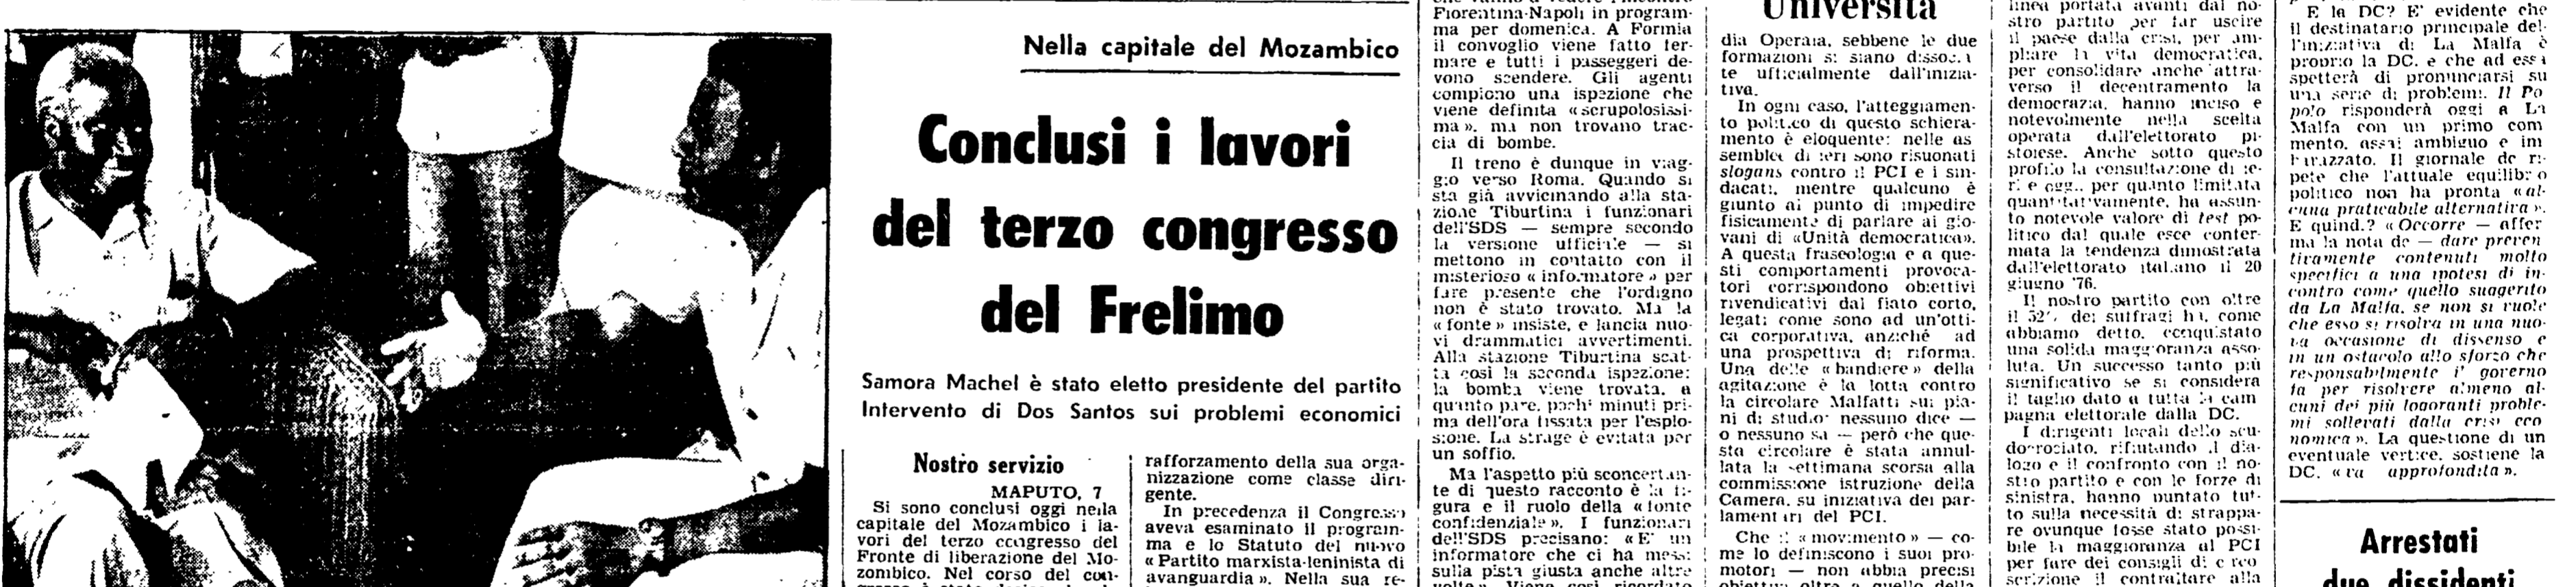 Nella capitale del Mozambico
Conclusi i lavori
del terzo congresso
del Frelimo
Samora Machel è stato eletto presidente del partito
Intervento di Dos Santos sui problemi economici
Nostro servizio
MAPUTO, 7
Si sono conclusi oggi nella
capitale del Mozambico i la-
vori del terzo congresso del
Fronte di liberazione del Mo-
zombico. Nel corso del con-
rafforzamento della sua orga-
nizzazione come classe diri-
gente.
In precedenza il Congresso
aveva esaminato il program-
ma e lo Statuto del nuovo
« Partito marxista-leninista di
avanguardia ». Nella sua re-
Fiorentina-Napoli in program-
ma per domenica. A Formia
il convoglio viene fatto fer-
mare e tutti i passeggeri de-
vono scendere. Gli agenti
compiono una ispezione che
viene definita «scrupolosissi-
ma», ma non trovano trac-
cia di bombe.
Il treno è dunque in viag-
gio verso Roma. Quando si
sta già avvicinando alla sta-
zione Tiburtina i funzionari
dell'SDS — sempre secondo
la versione ufficiale — si
mettono in contatto con il
misterioso « informatore » per
fare presente che l'ordigno
non è stato trovato. Ma la
« fonte » insiste, e lancia nuo-
vi drammatici avvertimenti.
Alla stazione Tiburtina scat-
ta così la seconda ispezione:
la bomba viene trovata, a
quanto pare, pochi minuti pri-
ma dell'ora fissata per l'esplo-
sione. La strage è evitata per
un soffio.
Ma l'aspetto più sconcertan-
te di questo racconto è la fi-
gura e il ruolo della « fonte
confidenziale ». I funzionari
dell'SDS precisano: « E' un
informatore che ci ha messi
sulla pista giusta anche altre
Università
dia Operaia, sebbene le due
formazioni si siano dissocia
te ufficialmente dall'inizia-
tiva.
In ogni caso, l'atteggiamen-
to politico di questo schiera-
mento è eloquente: nelle as
semblee di ieri sono risuonati
slogans contro il PCI e i sin-
dacati, mentre qualcuno è
giunto al punto di impedire
fisicamente di parlare ai gio-
vani di «Unità democratica».
A questa fraseologia e a que-
sti comportamenti provoca-
tori corrispondono obiettivi
rivendicativi dal fiato corto,
legati come sono ad un'otti-
ca corporativa, anziché ad
una prospettiva di riforma.
Una delle « bandiere » della
agitazione è la lotta contro
la circolare Malfatti sui pia-
ni di studio: nessuno dice —
o nessuno sa — però che que-
sta circolare è stata annul-
lata la settimana scorsa alla
commissione istruzione della
Camera, su iniziativa dei par-
lamentari del PCI.
Che il « movimento » — co-
me lo definiscono i suoi pro-
motori — non abbia precisi
linea portata avanti dal no-
stro partito per far uscire
il paese dalla crisi, per am-
pliare la vita democratica,
per consolidare anche attra-
verso il decentramento la
democrazia, hanno inciso e
notevolmente nella scelta
operata dall'elettorato pi-
stoiese. Anche sotto questo
profilo la consultazione di ie-
ri e oggi, per quanto limitata
quantitativamente, ha assun-
to notevole valore di test po-
litico dal quale esce confer-
mata la tendenza dimostrata
dall'elettorato italiano il 20
giugno '76.
Il nostro partito con oltre
il 52% dei suffragi ha, come
abbiamo detto, conquistato
una solida maggioranza asso-
luta. Un successo tanto più
significativo se si considera
il taglio dato a tutta la cam
pagna elettorale dalla DC.
I dirigenti locali dello scu-
docrociato, rifiutando il dia-
logo e il confronto con il no-
stro partito e con le forze di
sinistra, hanno puntato tut-
to sulla necessità di strappa-
re ovunque fosse stato possi-
bile la maggioranza al PCI
per fare dei consigli di circo
scrizione il contraltare alla
E la DC? E' evidente che
il destinatario principale del-
l'iniziativa di La Malfa è
proprio la DC, e che ad essa
spetterà di pronunciarsi su
una serie di problemi. Il Po
polo risponderà oggi a La
Malfa con un primo com
mento, assai ambiguo e im
barazzato. Il giornale dc ri-
pete che l'attuale equilibrio
politico non ha pronta «al-
cuna praticabile alternativa».
E quindi? « Occorre — affer
ma la nota dc — dare preven
tivamente contenuti molto
specifici a una ipotesi di in-
contro come quello suggerito
da La Malfa, se non si vuole
che esso si risolva in una nuo-
va occasione di dissenso e
in un ostacolo allo sforzo che
responsabilmente il governo
fa per risolvere almeno al-
cuni dei più logoranti proble-
mi sollevati dalla crisi eco
nomica ». La questione di un
eventuale vertice, sostiene la
DC, « va approfondita ».
Arrestati
due dissidenti